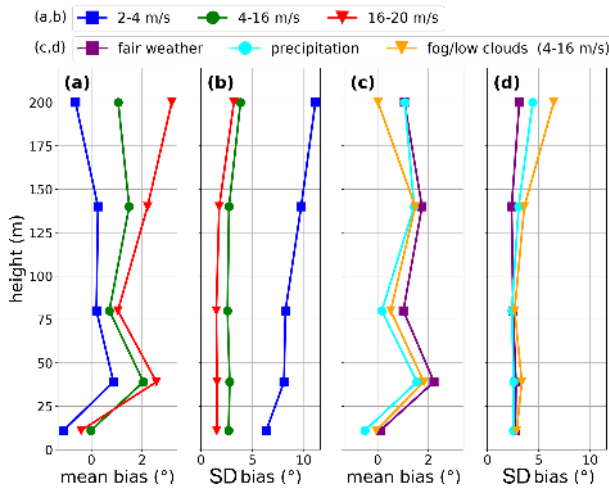 (a,b) 2-4 m/s 4-16 m/s 16-20 m/s
(c,d) fair weather precipitation fog/low clouds (4-16 m/s)
(a) (b) (c) (d)
200
175
150
125
100
75
50
25
0
height (m)
0 2 0 5 10 0 2 0 5 10
mean bias (°) SD bias (°) mean bias (°) SD bias (°)